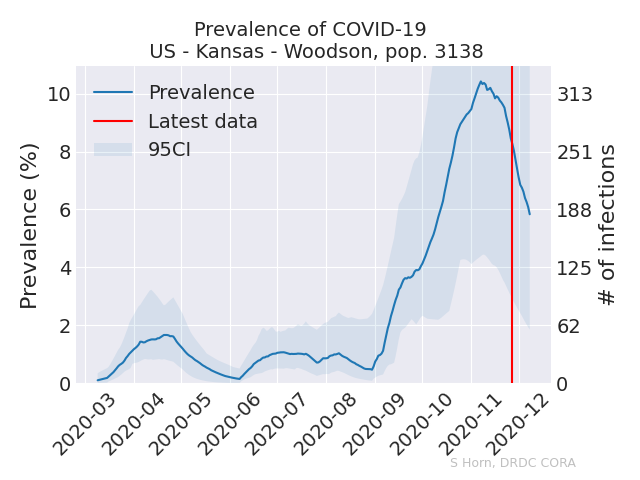 Prevalence of COVID-19
US - Kansas - Woodson, pop. 3138
Prevalence
Latest data
95CI
Prevalence (%)
10
8
6
4
2
0
313
251
188
125
62
0
# of infections
2020-03
2020-04
2020-05
2020-06
2020-07
2020-08
2020-09
2020-10
2020-11
2020-12
S Horn, DRDC CORA